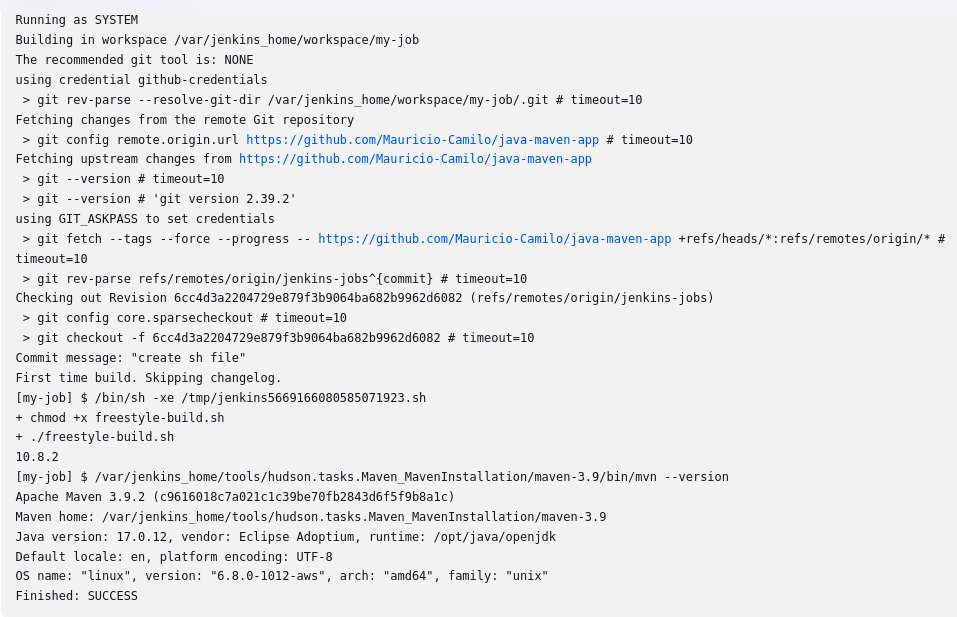 Running as SYSTEM
Building in workspace /var/jenkins_home/workspace/my-job
The recommended git tool is: NONE
using credential github-credentials
 > git rev-parse --resolve-git-dir /var/jenkins_home/workspace/my-job/.git # timeout=10
Fetching changes from the remote Git repository
 > git config remote.origin.url https://github.com/Mauricio-Camilo/java-maven-app # timeout=10
Fetching upstream changes from https://github.com/Mauricio-Camilo/java-maven-app
 > git --version # timeout=10
 > git --version # 'git version 2.39.2'
using GIT_ASKPASS to set credentials
 > git fetch --tags --force --progress -- https://github.com/Mauricio-Camilo/java-maven-app +refs/heads/*:refs/remotes/origin/* #
timeout=10
 > git rev-parse refs/remotes/origin/jenkins-jobs^{commit} # timeout=10
Checking out Revision 6cc4d3a2204729e879f3b9064ba682b9962d6082 (refs/remotes/origin/jenkins-jobs)
 > git config core.sparsecheckout # timeout=10
 > git checkout -f 6cc4d3a2204729e879f3b9064ba682b9962d6082 # timeout=10
Commit message: "create sh file"
First time build. Skipping changelog.
[my-job] $ /bin/sh -xe /tmp/jenkins5669166080585071923.sh
+ chmod +x freestyle-build.sh
+ ./freestyle-build.sh
10.8.2
[my-job] $ /var/jenkins_home/tools/hudson.tasks.Maven_MavenInstallation/maven-3.9/bin/mvn --version
Apache Maven 3.9.2 (c9616018c7a021c1c39be70fb2843d6f5f9b8a1c)
Maven home: /var/jenkins_home/tools/hudson.tasks.Maven_MavenInstallation/maven-3.9
Java version: 17.0.12, vendor: Eclipse Adoptium, runtime: /opt/java/openjdk
Default locale: en, platform encoding: UTF-8
OS name: "linux", version: "6.8.0-1012-aws", arch: "amd64", family: "unix"
Finished: SUCCESS